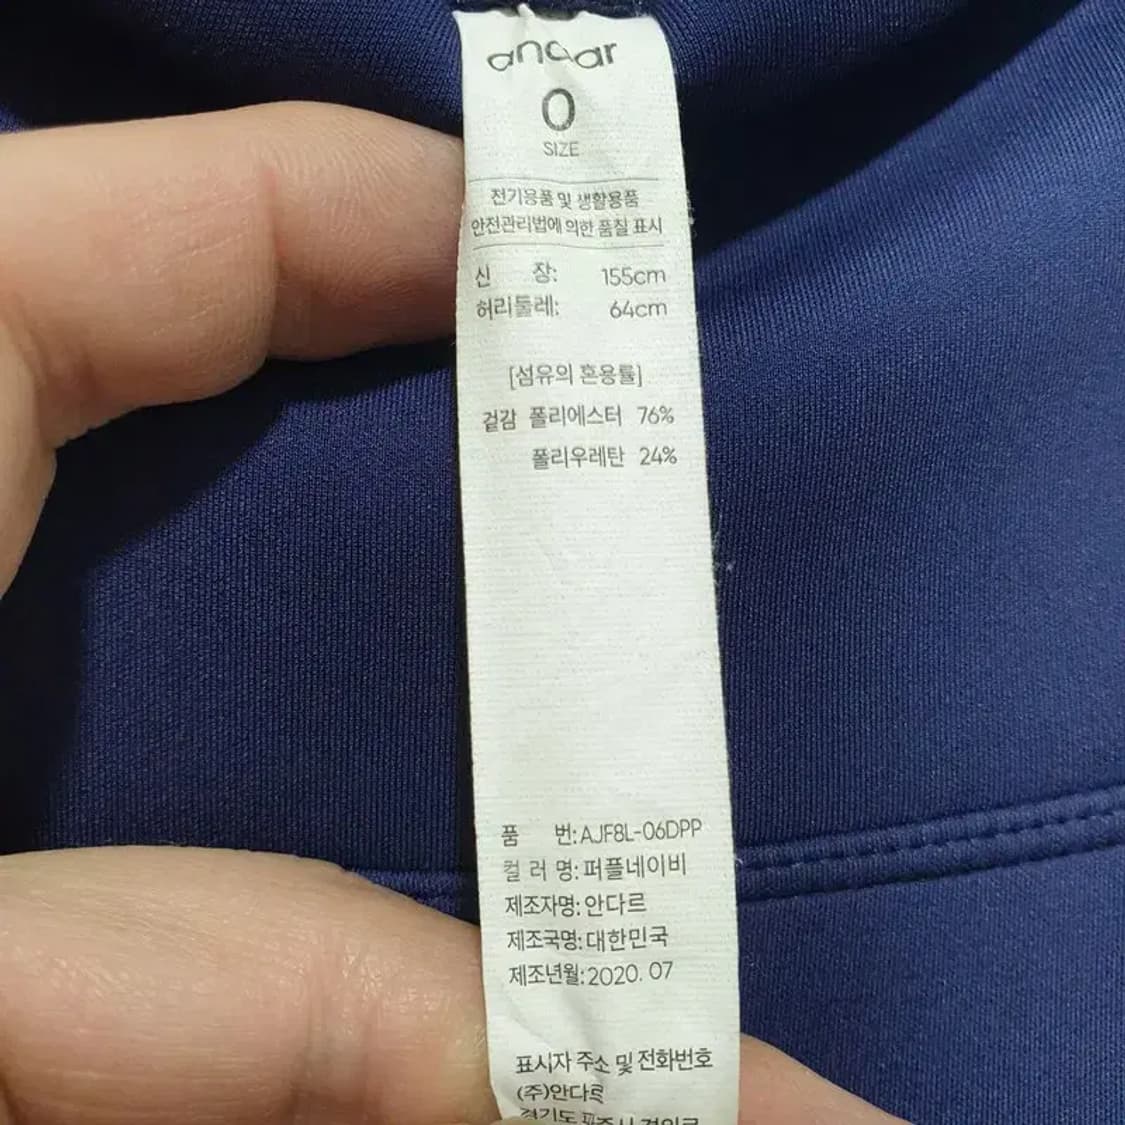 andar
0
SIZE
전기용품 및 생활용품
안전관리법에 의한 품질 표시
신 장: 155cm
허리둘레: 64cm
[섬유의 혼용률]
겉감 폴리에스터 76%
폴리우레탄 24%
품 번: AJF8L-06DPP
컬 러 명: 퍼플네이비
제조자명: 안다르
제조국명: 대한민국
제조년월: 2020. 07
표시자 주소 및 전화번호
(주)안다르
경기도